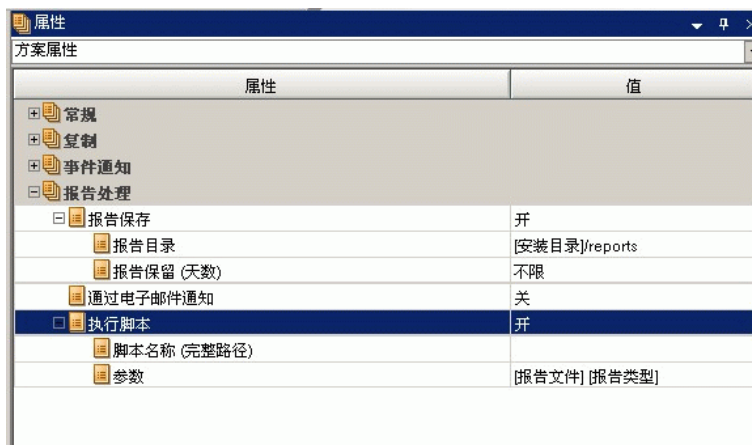 属性
方案属性
属性 值
常规
复制
事件通知
报告处理
报告保存 开
报告目录 [安装目录]/reports
报告保留 (天数) 不限
通过电子邮件通知 关
执行脚本 开
脚本名称 (完整路径)
参数 [报告文件] [报告类型]